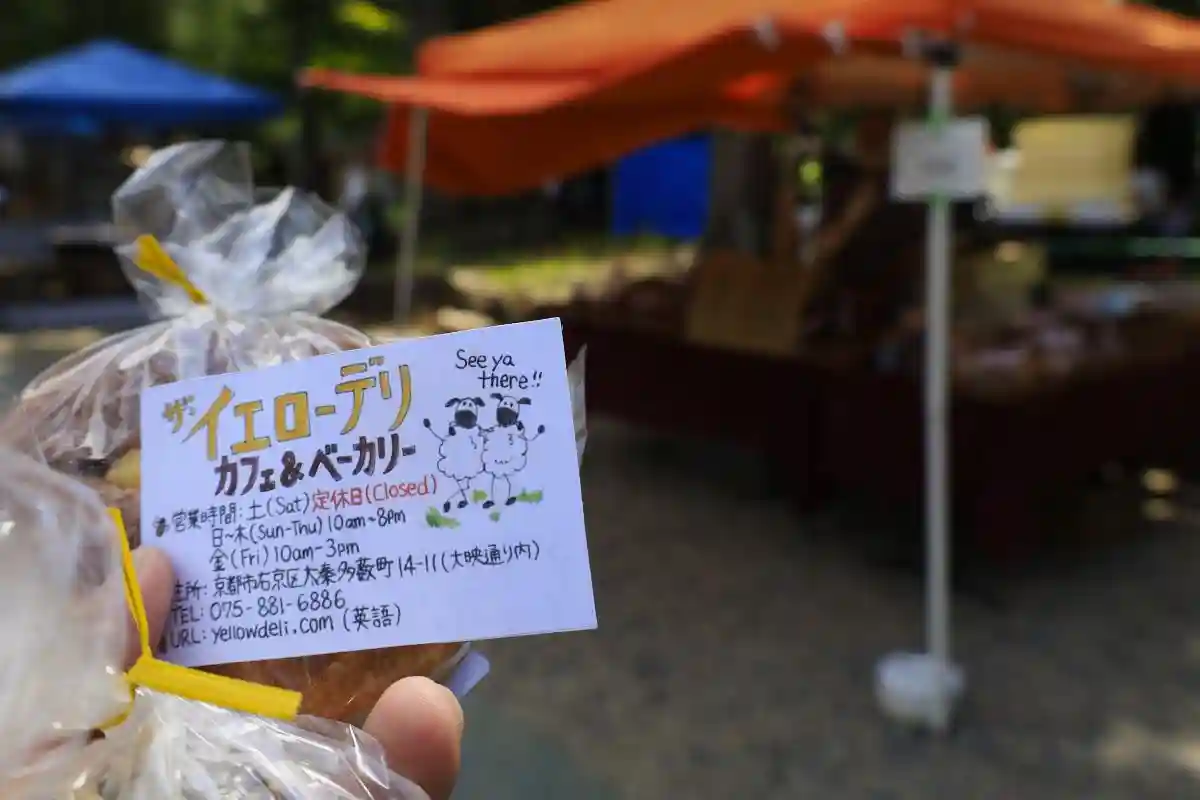 ザ・イエローデリ
カフェ&ベーカリー
See ya
there!!
営業時間:土(Sat)定休日(Closed)
日~木(Sun-Thu)10am~8pm
金(Fri)10am-3pm
住所:京都市右京区太秦多藪町14-11(大映通り内)
TEL:075-881-6886
URL:yellowdeli.com(英語)